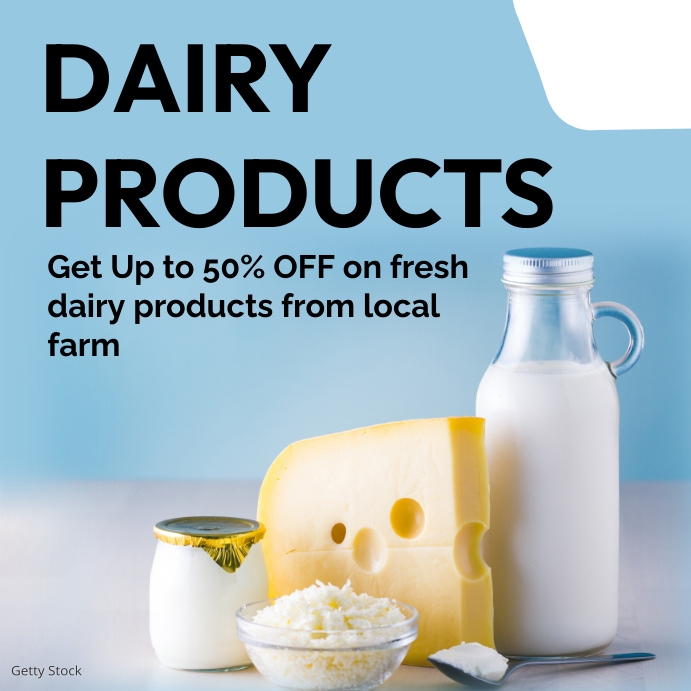 DAIRY
PRODUCTS
Get Up to 50% OFF on fresh
dairy products from local
farm
Getty Stock